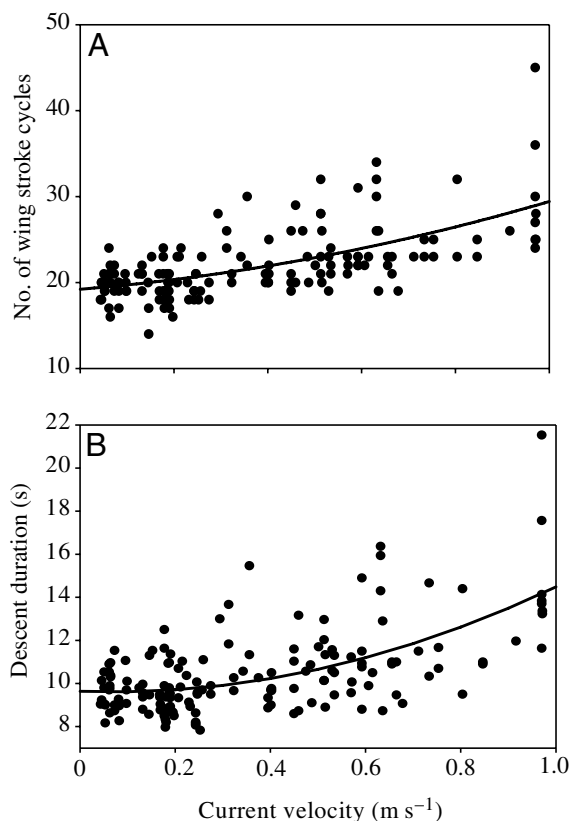 50
A
40
30
20
10
No. of wing stroke cycles
22
B
20
18
16
14
12
10
8
Descent duration (s)
0 0.2 0.4 0.6 0.8 1.0
Current velocity (m s⁻¹)